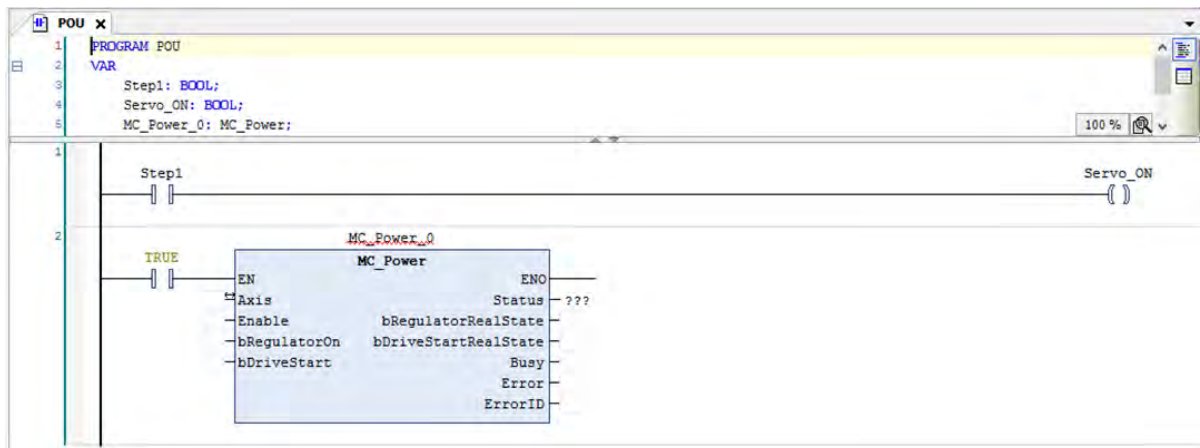 POU x
1 PROGRAM POU
2 VAR
3 Step1: BOOL;
4 Servo_ON: BOOL;
5 MC_Power_0: MC_Power;
100 %
1
Step1 Servo_ON
2
MC_Power_0
TRUE MC_Power
EN ENO
Axis Status ???
Enable bRegulatorRealState
bRegulatorOn bDriveStartRealState
bDriveStart Busy
Error
ErrorID